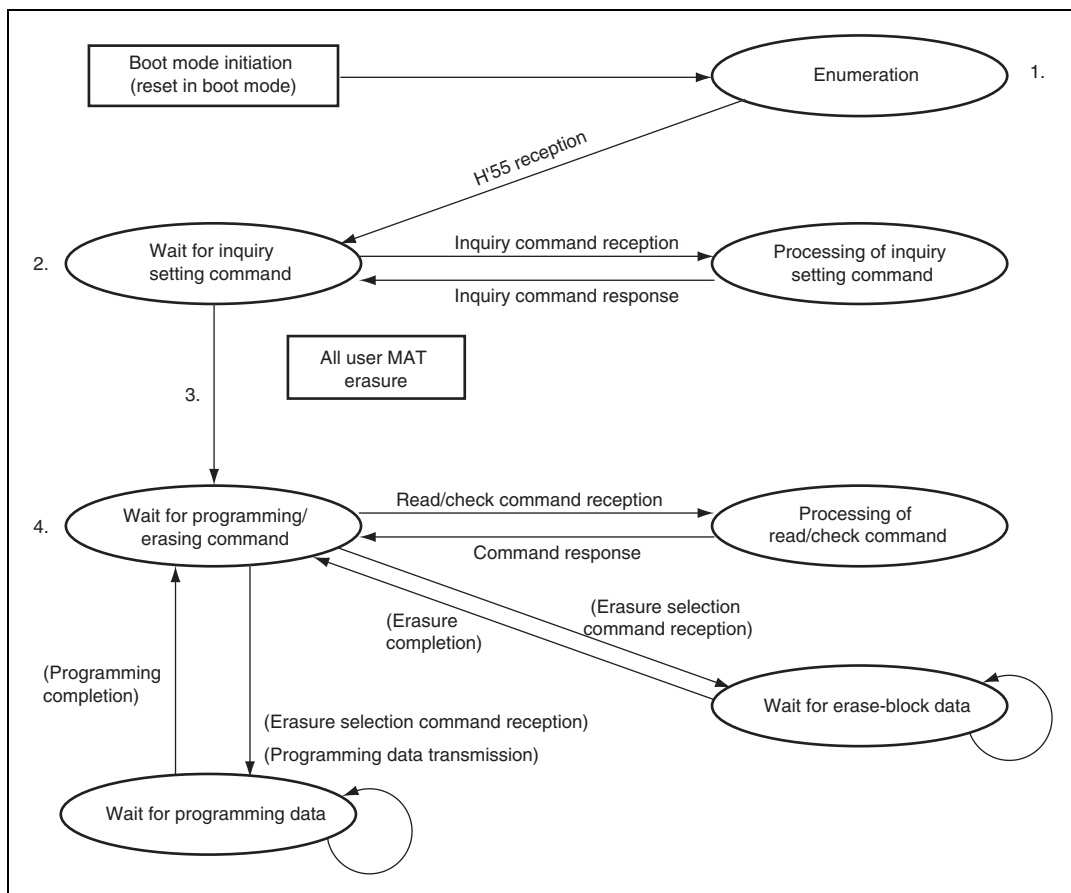 Boot mode initiation
(reset in boot mode)
Enumeration
1.
H'55 reception
2.
Wait for inquiry
setting command
Inquiry command reception
Inquiry command response
Processing of inquiry
setting command
All user MAT
erasure
3.
4.
Wait for programming/
erasing command
Read/check command reception
Command response
Processing of
read/check command
(Erasure
completion)
(Erasure selection
command reception)
(Programming
completion)
Wait for erase-block data
(Erasure selection command reception)
(Programming data transmission)
Wait for programming data